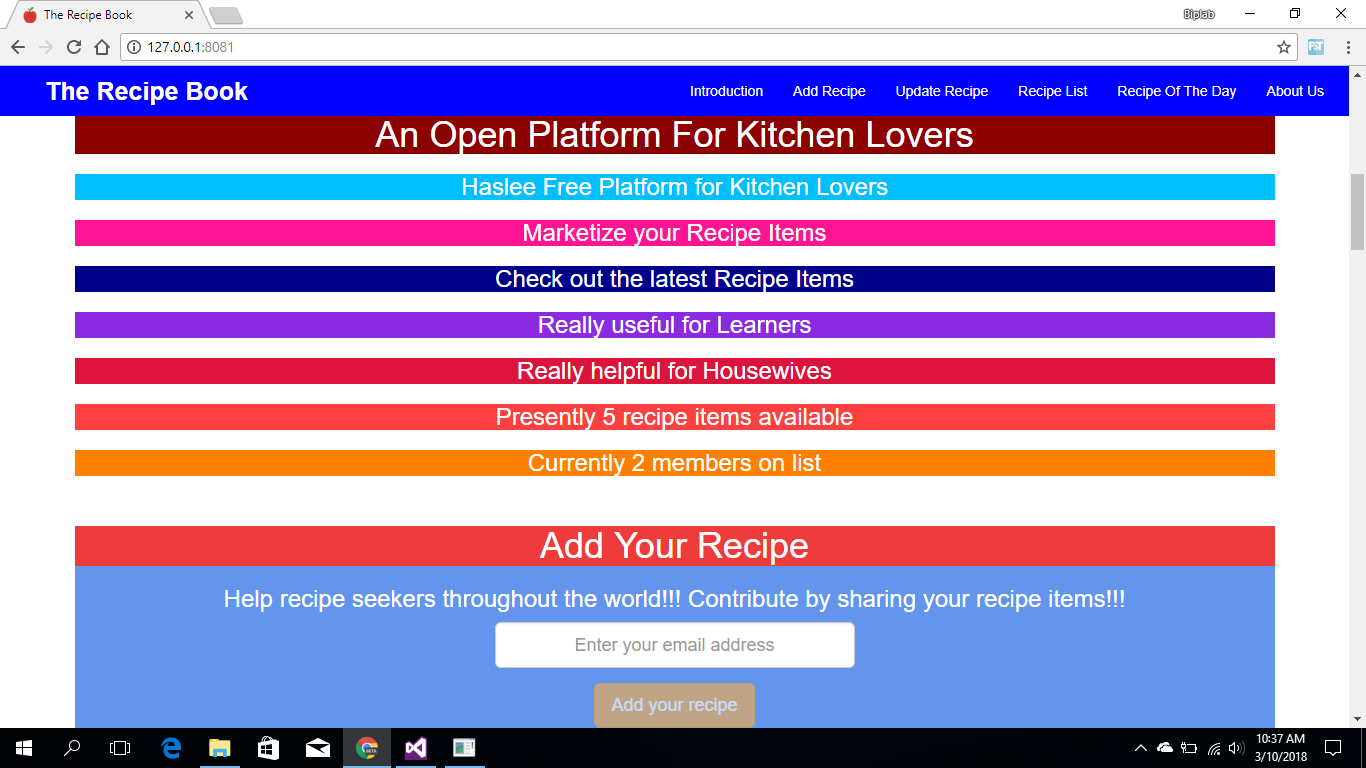 The Recipe Book
Biplab
127.0.0.1:8081
The Recipe Book
Introduction
Add Recipe
Update Recipe
Recipe List
Recipe Of The Day
About Us
An Open Platform For Kitchen Lovers
Haslee Free Platform for Kitchen Lovers
Marketize your Recipe Items
Check out the latest Recipe Items
Really useful for Learners
Really helpful for Housewives
Presently 5 recipe items available
Currently 2 members on list
Add Your Recipe
Help recipe seekers throughout the world!!! Contribute by sharing your recipe items!!!
Enter your email address
Add your recipe
10:37 AM
3/10/2018